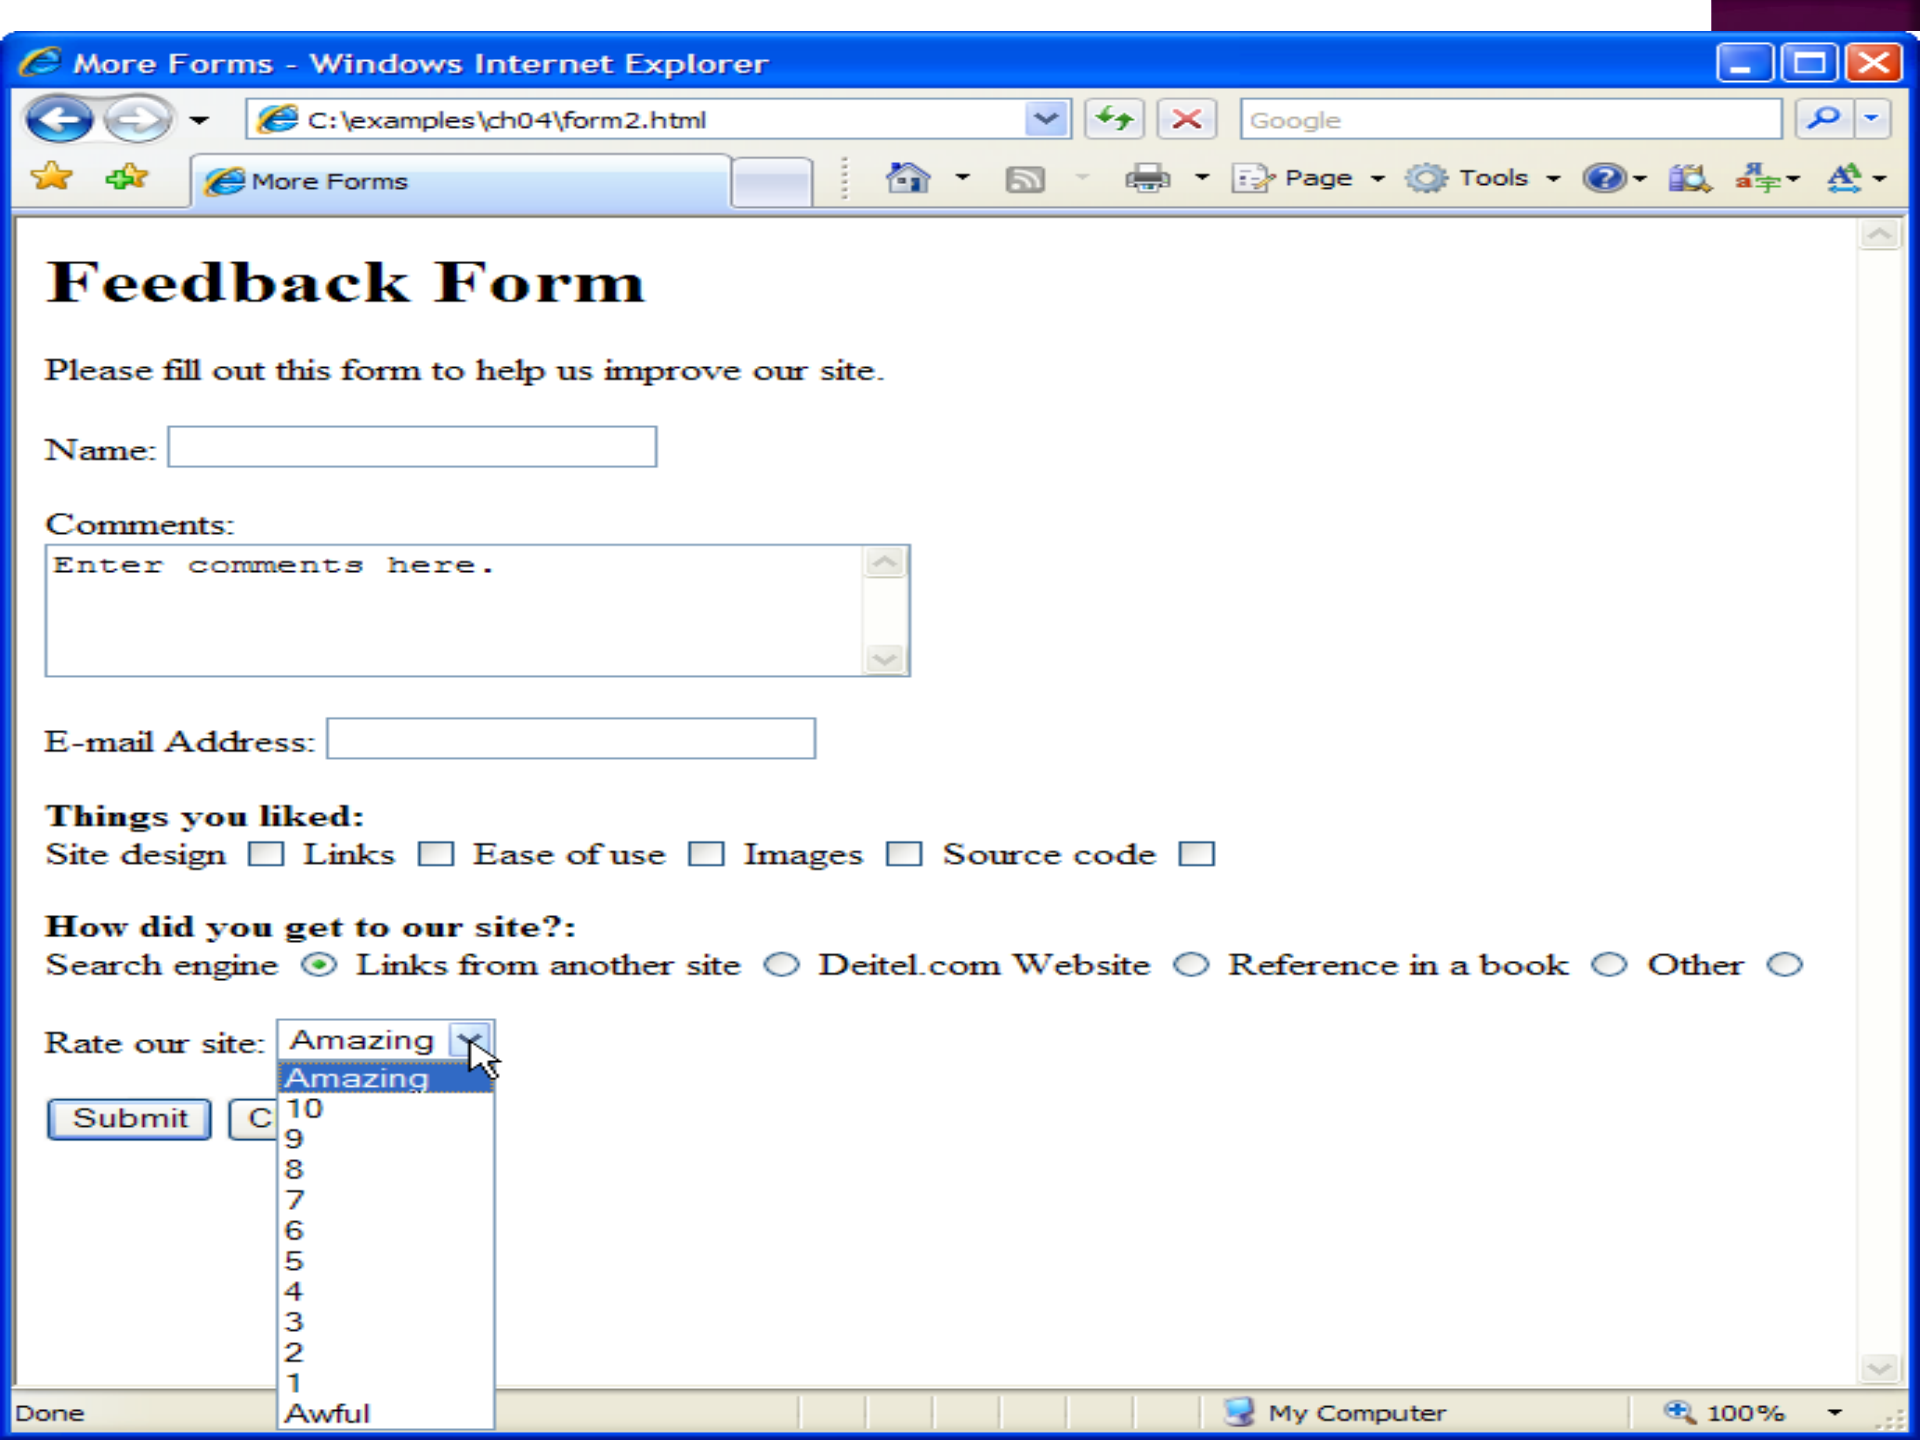 More Forms - Windows Internet Explorer
C:\examples\ch04\form2.html
Google
More Forms
Page
Tools
Feedback Form
Please fill out this form to help us improve our site.
Name:
Comments:
Enter comments here.
E-mail Address:
Things you liked:
Site design Links Ease of use Images Source code
How did you get to our site?:
Search engine Links from another site Deitel.com Website Reference in a book Other
Rate our site: Amazing
Amazing
Submit C
10
9
8
7
6
5
4
3
2
1
Awful
Done My Computer 100%